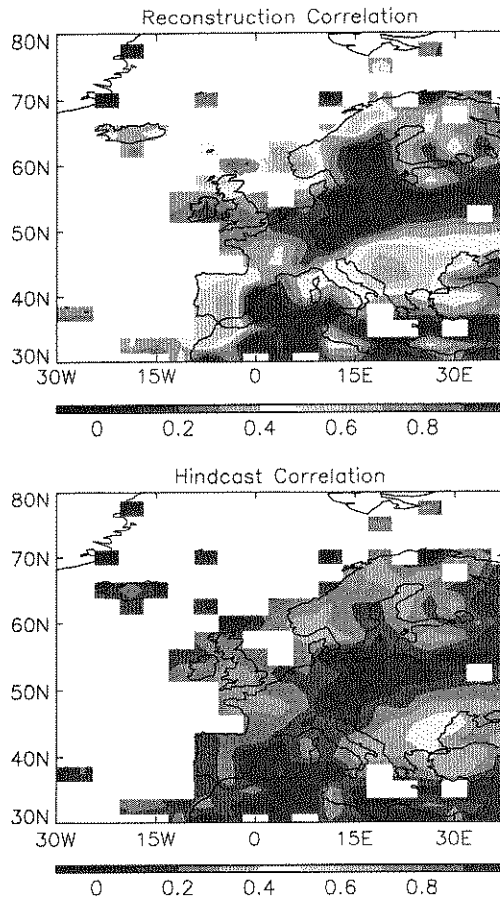 Reconstruction Correlation
80N
70N
60N
50N
40N
30N
30W 15W 0 15E 30E
0 0.2 0.4 0.6 0.8
Hindcast Correlation
80N
70N
60N
50N
40N
30N
30W 15W 0 15E 30E
0 0.2 0.4 0.6 0.8